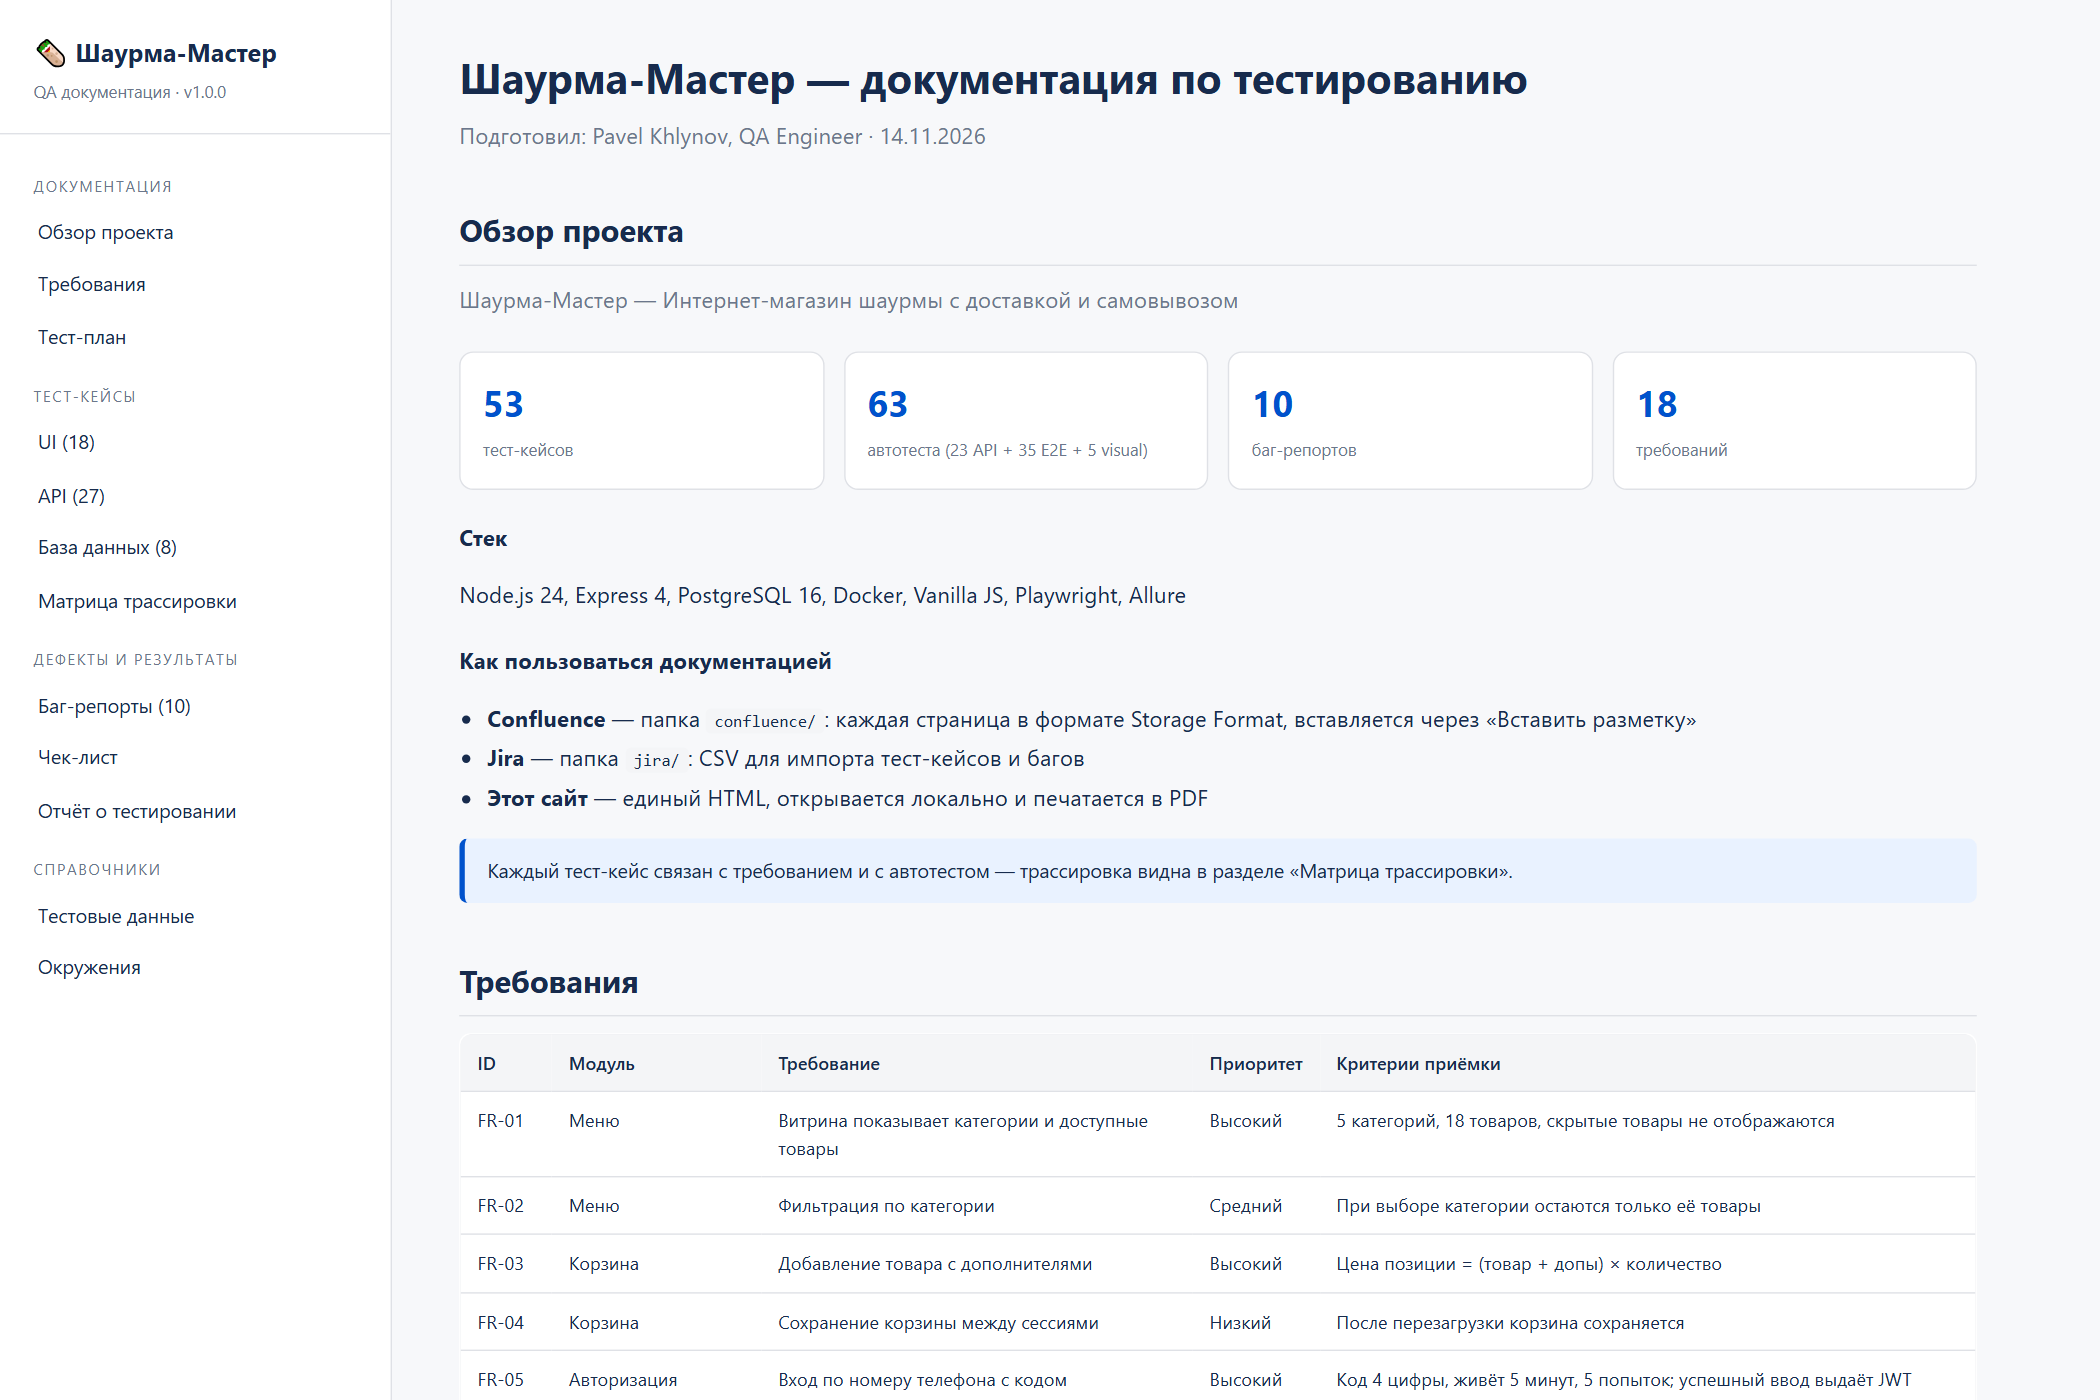 Шаурма-Мастер
QA документация · v1.0.0
ДОКУМЕНТАЦИЯ
Обзор проекта
Требования
Тест-план
ТЕСТ-КЕЙСЫ
UI (18)
API (27)
База данных (8)
Матрица трассировки
ДЕФЕКТЫ И РЕЗУЛЬТАТЫ
Баг-репорты (10)
Чек-лист
Отчёт о тестировании
СПРАВОЧНИКИ
Тестовые данные
Окружения
Шаурма-Мастер — документация по тестированию
Подготовил: Pavel Khlynov, QA Engineer · 14.11.2026
Обзор проекта
Шаурма-Мастер — Интернет-магазин шаурмы с доставкой и самовывозом
53
тест-кейсов
63
автотеста (23 API + 35 E2E + 5 visual)
10
баг-репортов
18
требований
Стек
Node.js 24, Express 4, PostgreSQL 16, Docker, Vanilla JS, Playwright, Allure
Как пользоваться документацией
• Confluence — папка confluence/ : каждая страница в формате Storage Format, вставляется через «Вставить разметку»
• Jira — папка jira/ : CSV для импорта тест-кейсов и багов
• Этот сайт — единый HTML, открывается локально и печатается в PDF
Каждый тест-кейс связан с требованием и с автотестом — трассировка видна в разделе «Матрица трассировки».
Требования
ID Модуль Требование Приоритет Критерии приёмки
FR-01 Меню Витрина показывает категории и доступные Высокий 5 категорий, 18 товаров, скрытые товары не отображаются
товары
FR-02 Меню Фильтрация по категории Средний При выборе категории остаются только её товары
FR-03 Корзина Добавление товара с дополнителями Высокий Цена позиции = (товар + допы) × количество
FR-04 Корзина Сохранение корзины между сессиями Низкий После перезагрузки корзина сохраняется
FR-05 Авторизация Вход по номеру телефона с кодом Высокий Код 4 цифры, живёт 5 минут, 5 попыток; успешный ввод выдаёт JWT